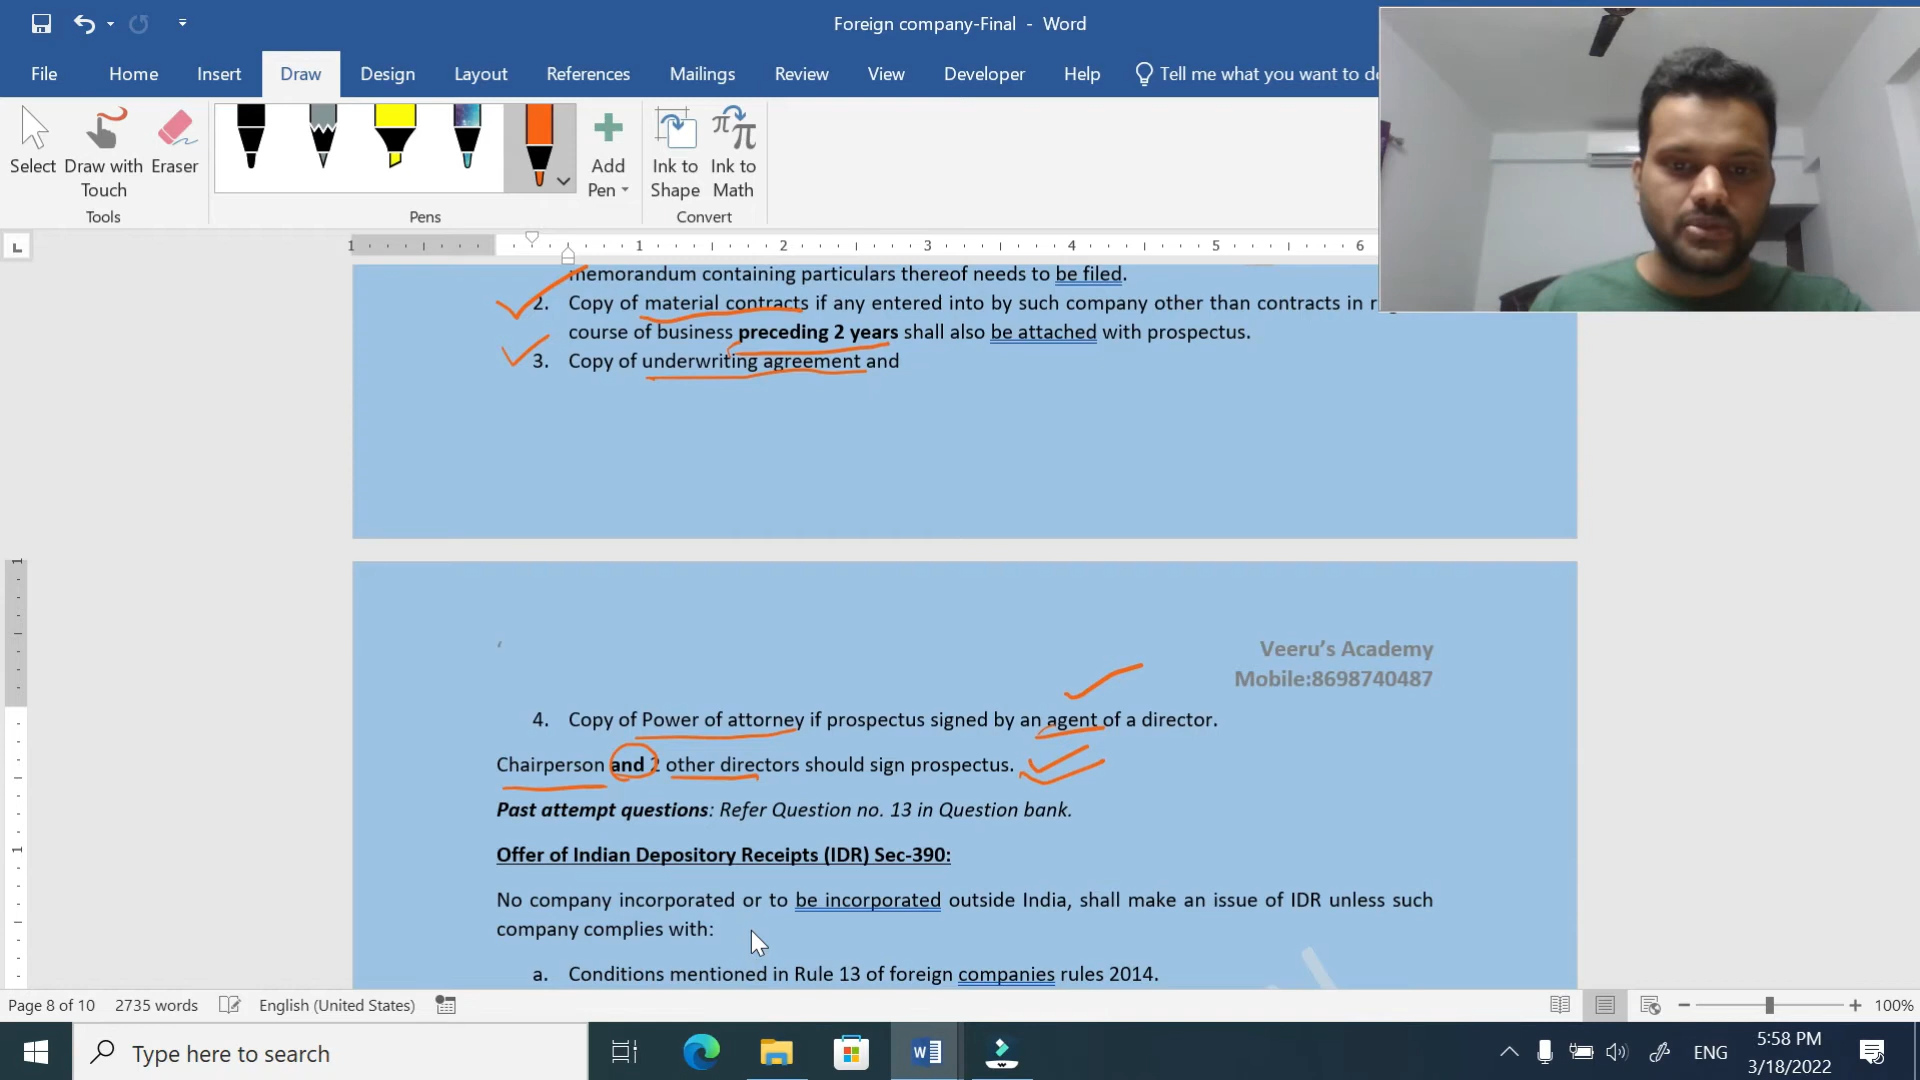 Foreign company-Final - Word
File Home Insert Draw Design Layout References Mailings Review View Developer Help Tell me what you want to do
Select Draw with Touch Eraser
Add Pen Ink to Shape Ink to Math
Tools Pens Convert
1 1 2 3 4 5 6
memorandum containing particulars thereof needs to be filed.
2. Copy of material contracts if any entered into by such company other than contracts in
course of business preceding 2 years shall also be attached with prospectus.
3. Copy of underwriting agreement and
Veeru's Academy
Mobile:8698740487
4. Copy of Power of attorney if prospectus signed by an agent of a director.
Chairperson and 2 other directors should sign prospectus.
Past attempt questions: Refer Question no. 13 in Question bank.
Offer of Indian Depository Receipts (IDR) Sec-390:
No company incorporated or to be incorporated outside India, shall make an issue of IDR unless such
company complies with:
a. Conditions mentioned in Rule 13 of foreign companies rules 2014.
Page 8 of 10 2735 words English (United States) 100%
Type here to search
ENG
5:58 PM
3/18/2022